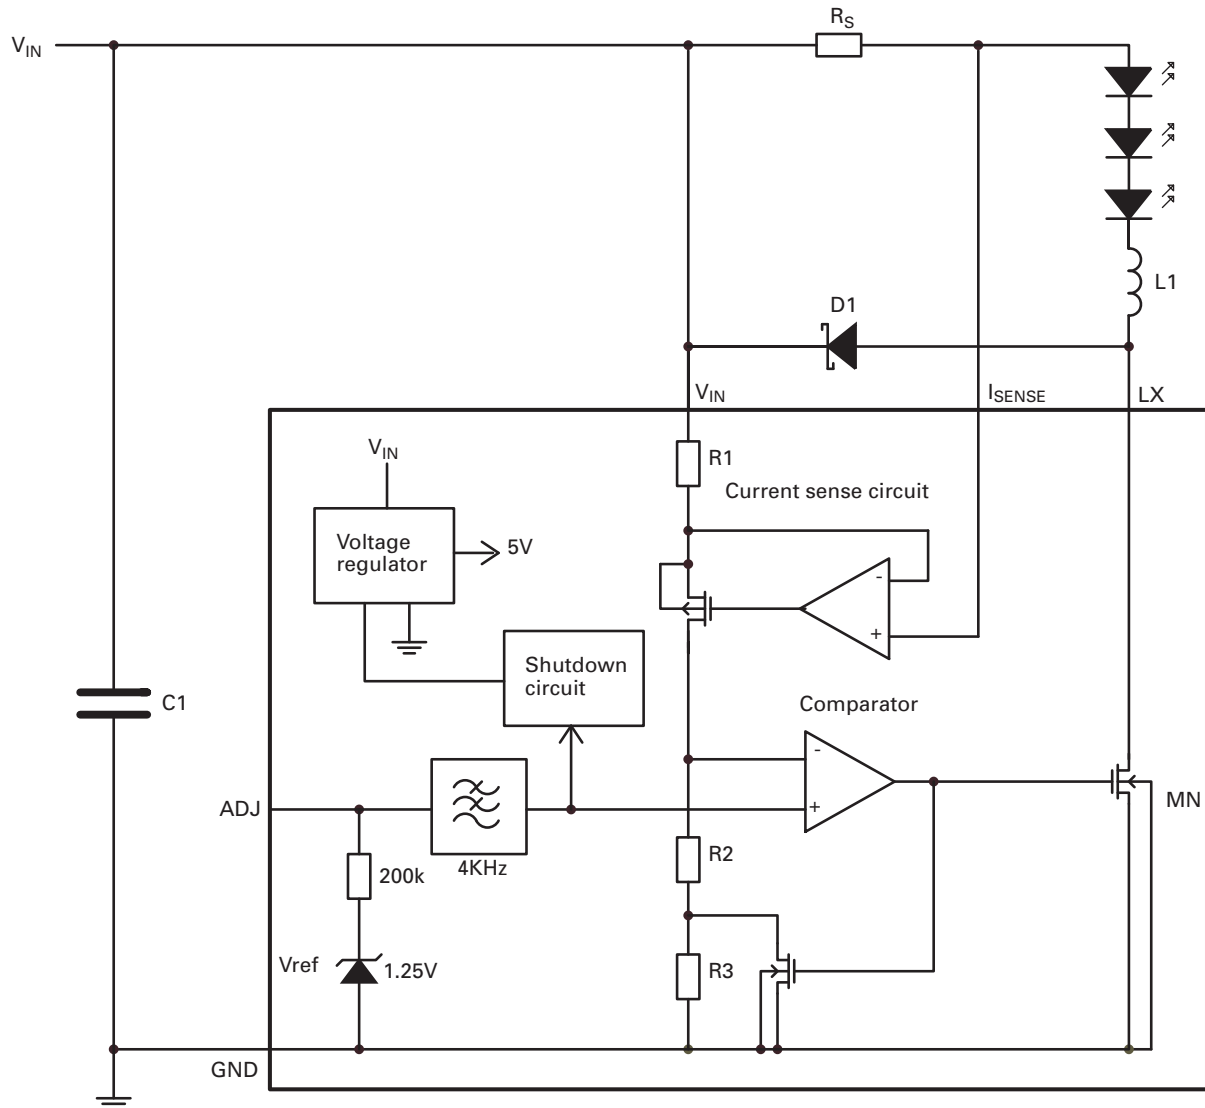 RS
VIN
L1
D1
VIN
ISENSE
LX
VIN
R1
Current sense circuit
Voltage
regulator
5V
-
+
Shutdown
circuit
C1
Comparator
-
ADJ
+
MN
R2
4KHz
200k
Vref
1.25V
R3
GND